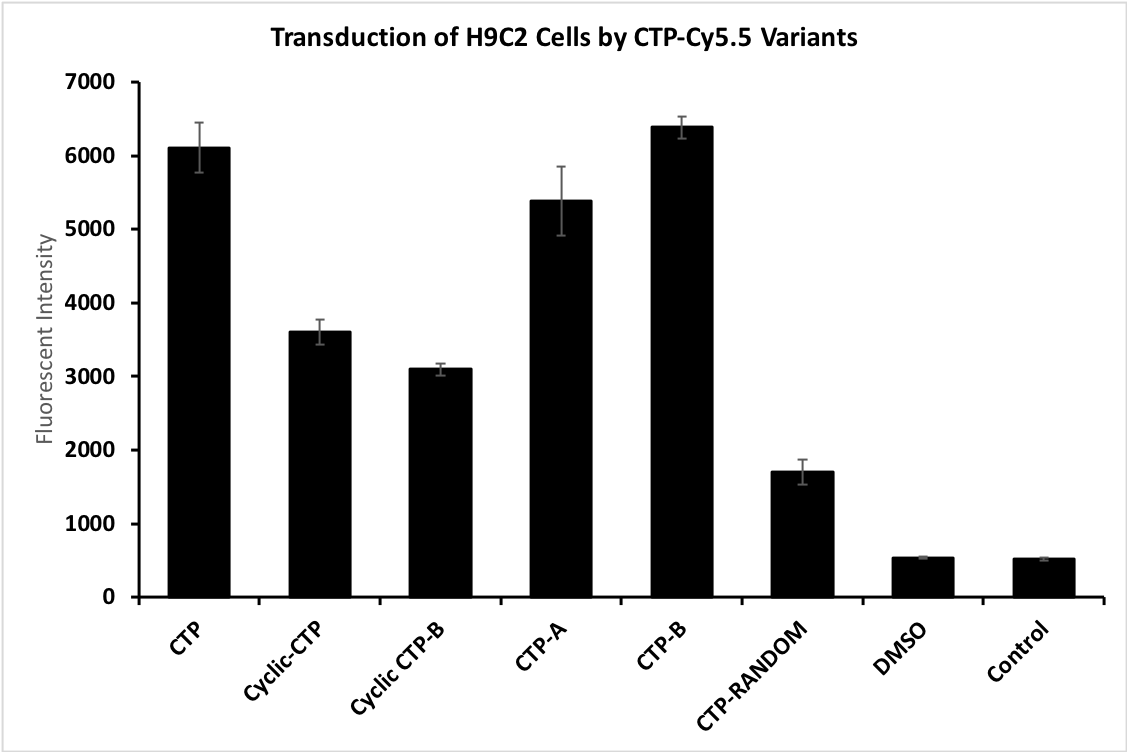 Transduction of H9C2 Cells by CTP-Cy5.5 Variants
Fluorescent Intensity
7000
6000
5000
4000
3000
2000
1000
0
CTP
Cyclic-CTP
Cyclic CTP-B
CTP-A
CTP-B
CTP-RANDOM
DMSO
Control